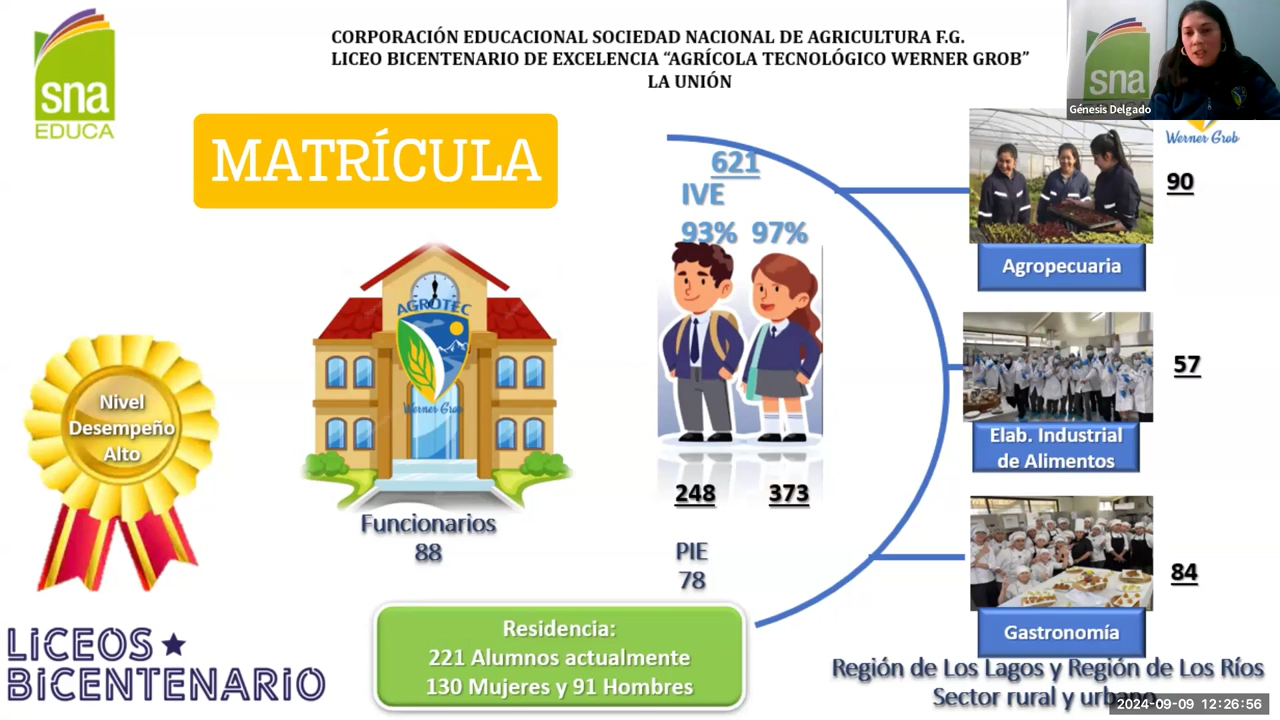 CORPORACIÓN EDUCACIONAL SOCIEDAD NACIONAL DE AGRICULTURA F.G.
LICEO BICENTENARIO DE EXCELENCIA “AGRÍCOLA TECNOLÓGICO WERNER GROB”
LA UNIÓN
sna
EDUCA
MATRÍCULA
sna
EDUCA
Génesis Delgado
Werner Grob
621
IVE
93% 97%
90
Agropecuaria
AGROTEC
Werner Grob
57
Elab. Industrial
de Alimentos
Nivel
Desempeño
Alto
248 373
Funcionarios
88
PIE
78
84
Gastronomía
Residencia:
221 Alumnos actualmente
130 Mujeres y 91 Hombres
LiCEOS
BiCENTENARiO
Región de Los Lagos y Región de Los Ríos
Sector rural y urbano
2024-09-09 12:26:56